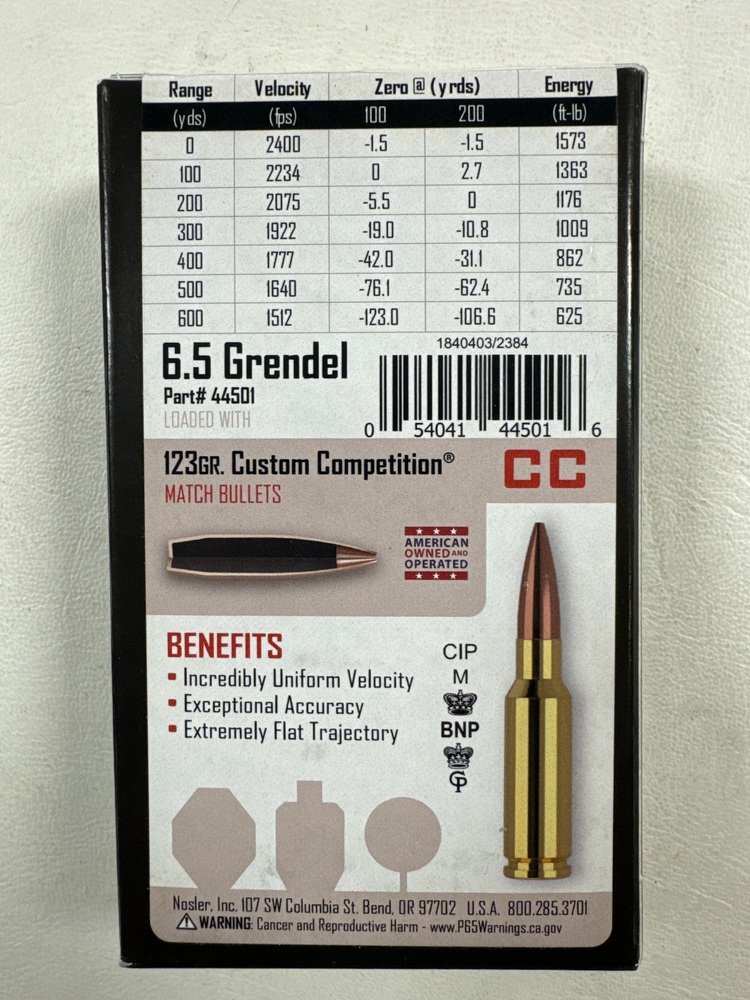 Range Velocity Zero @ (yrds) Energy
(yds) (fps) 100 200 (ft-lb)
0 2400 -1.5 -1.5 1573
100 2234 0 2.7 1363
200 2075 -5.5 0 1176
300 1922 -19.0 -10.8 1009
400 1777 -42.0 -31.1 862
500 1640 -76.1 -62.4 735
600 1512 -123.0 -106.6 625
1840403/2384
6.5 Grendel
Part# 44501
LOADED WITH
0 54041 44501 6
123GR. Custom Competition®
CC
MATCH BULLETS
AMERICAN
OWNED AND
OPERATED
BENEFITS
• Incredibly Uniform Velocity
• Exceptional Accuracy
• Extremely Flat Trajectory
CIP
M
BNP
GP
Nosler, Inc. 107 SW Columbia St. Bend, OR 97702 U.S.A. 800.285.3701
⚠ WARNING: Cancer and Reproductive Harm - www.P65Warnings.ca.gov